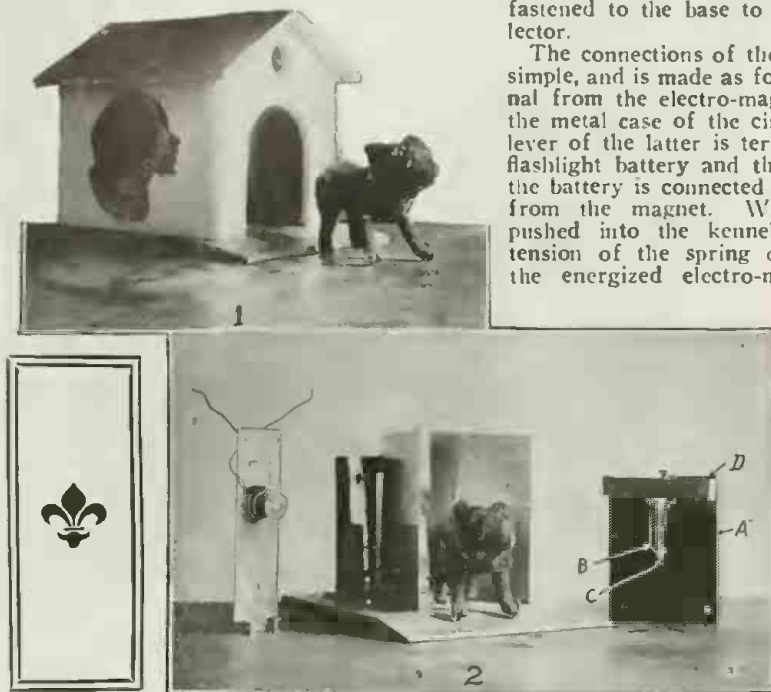 fastened to the base to
lector.
The connections of the
simple, and is made as fo
nal from the electro-mag
the metal case of the ci
lever of the latter is ter
flashlight battery and th
the battery is connected
from the magnet. W
pushed into the kennel
tension of the spring o
the energized electro-m
1
D
A
B
C
2